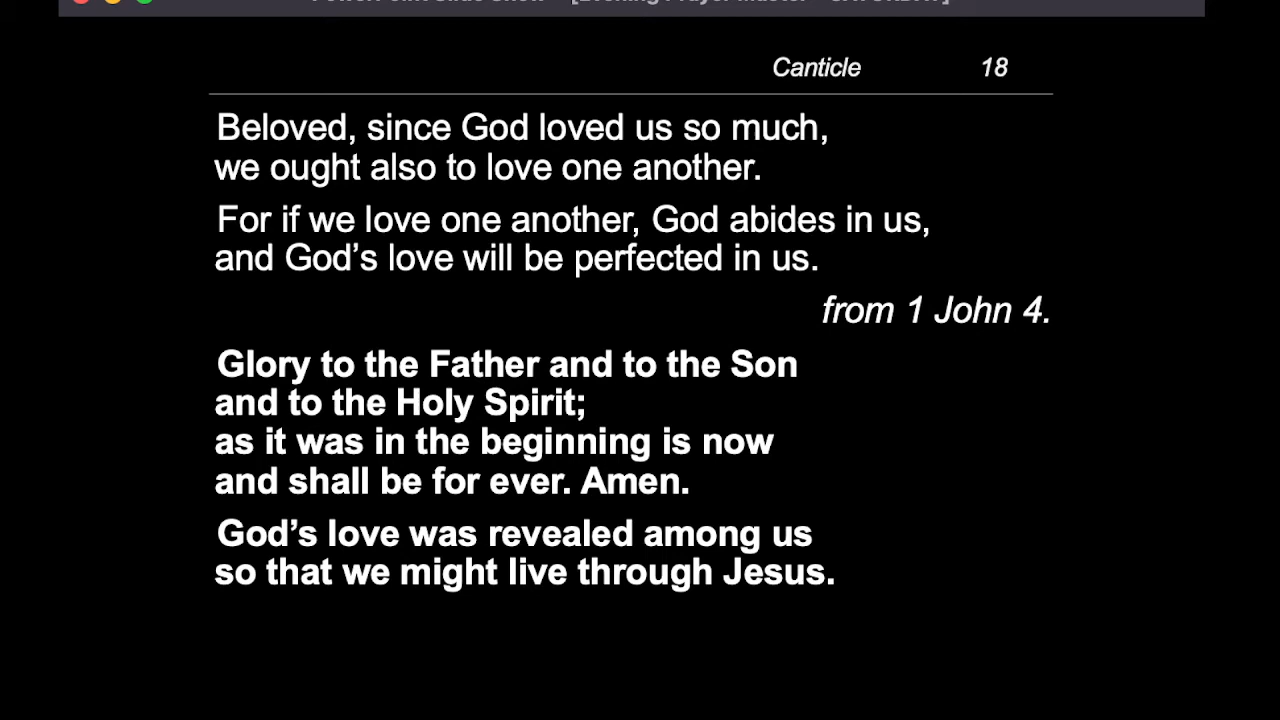 Canticle 18
Beloved, since God loved us so much,
we ought also to love one another.
For if we love one another, God abides in us,
and God’s love will be perfected in us.
from 1 John 4.
Glory to the Father and to the Son
and to the Holy Spirit;
as it was in the beginning is now
and shall be for ever. Amen.
God’s love was revealed among us
so that we might live through Jesus.